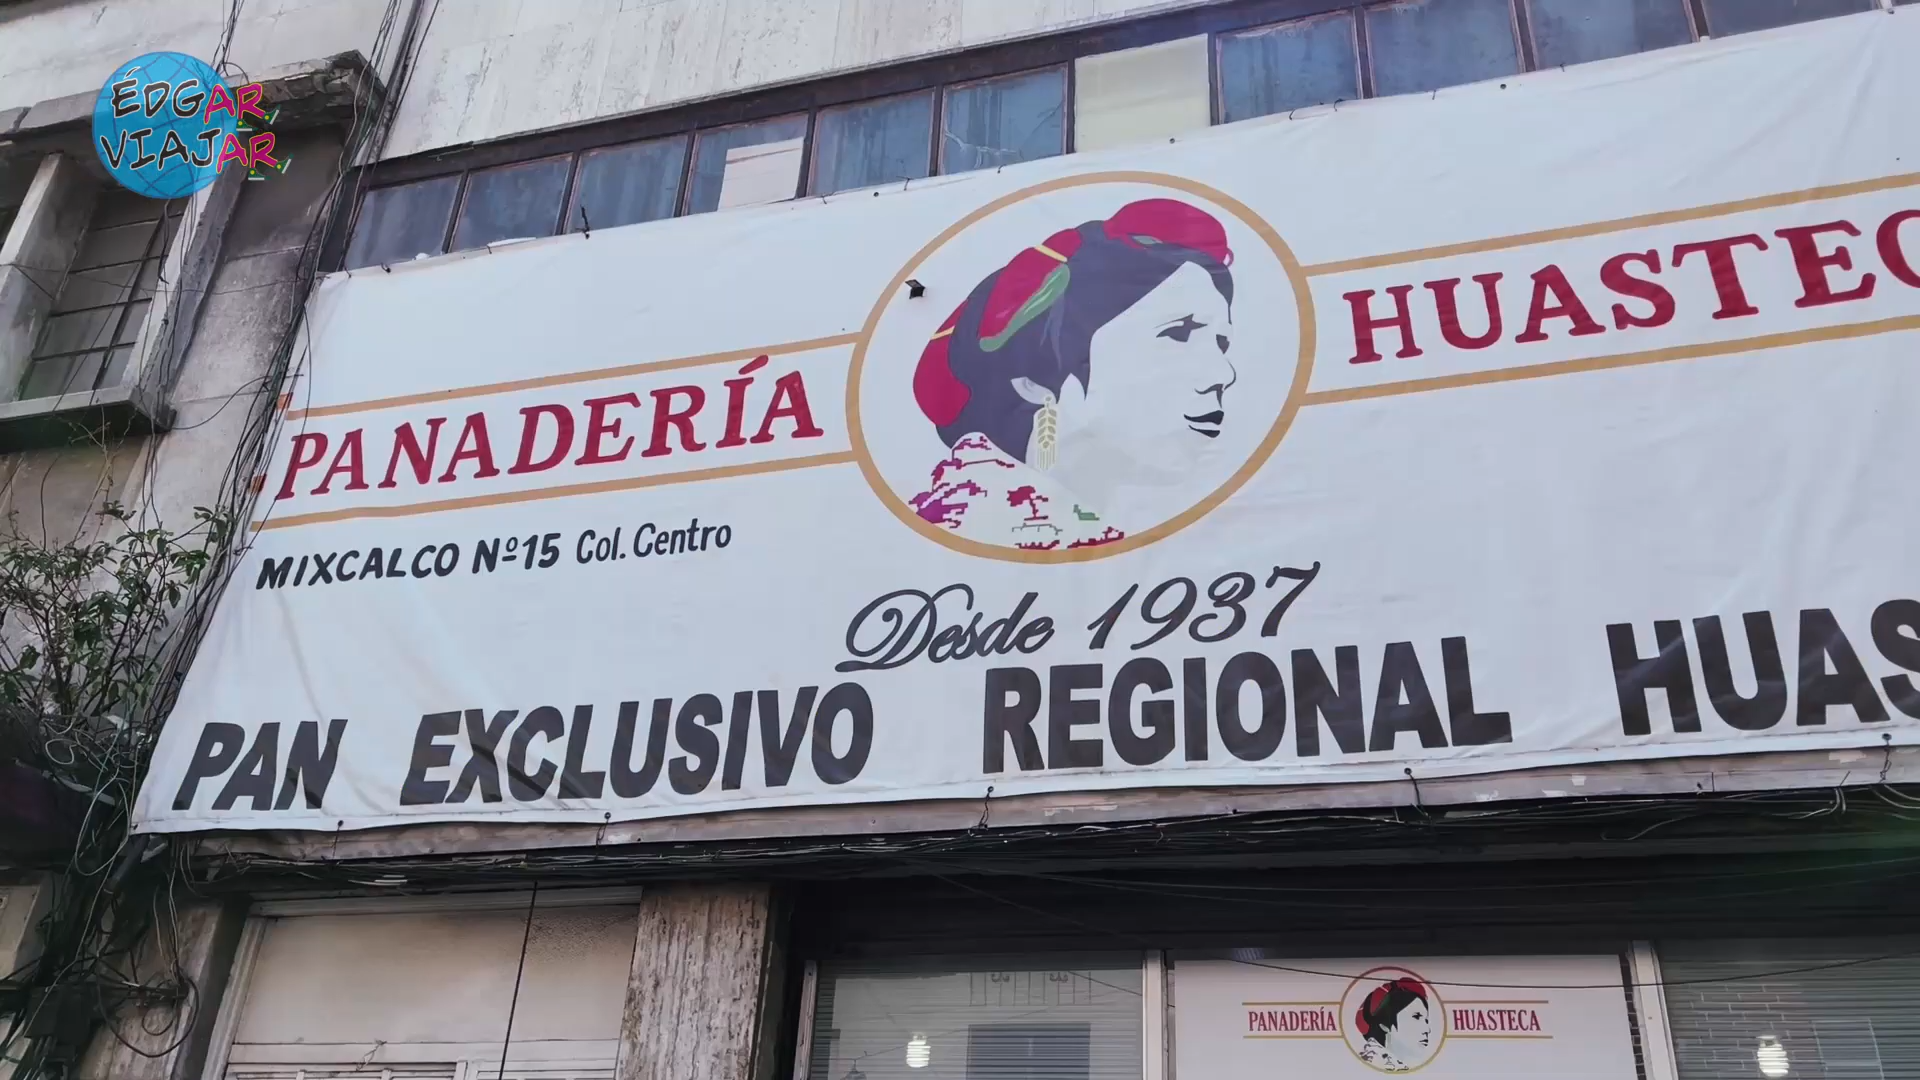 ÉDGAR
VIAJAR
PANADERÍA HUASTEC
MIXCALCO Nº15 Col. Centro
Desde 1937
PAN EXCLUSIVO REGIONAL HUAS
PANADERÍA HUASTECA